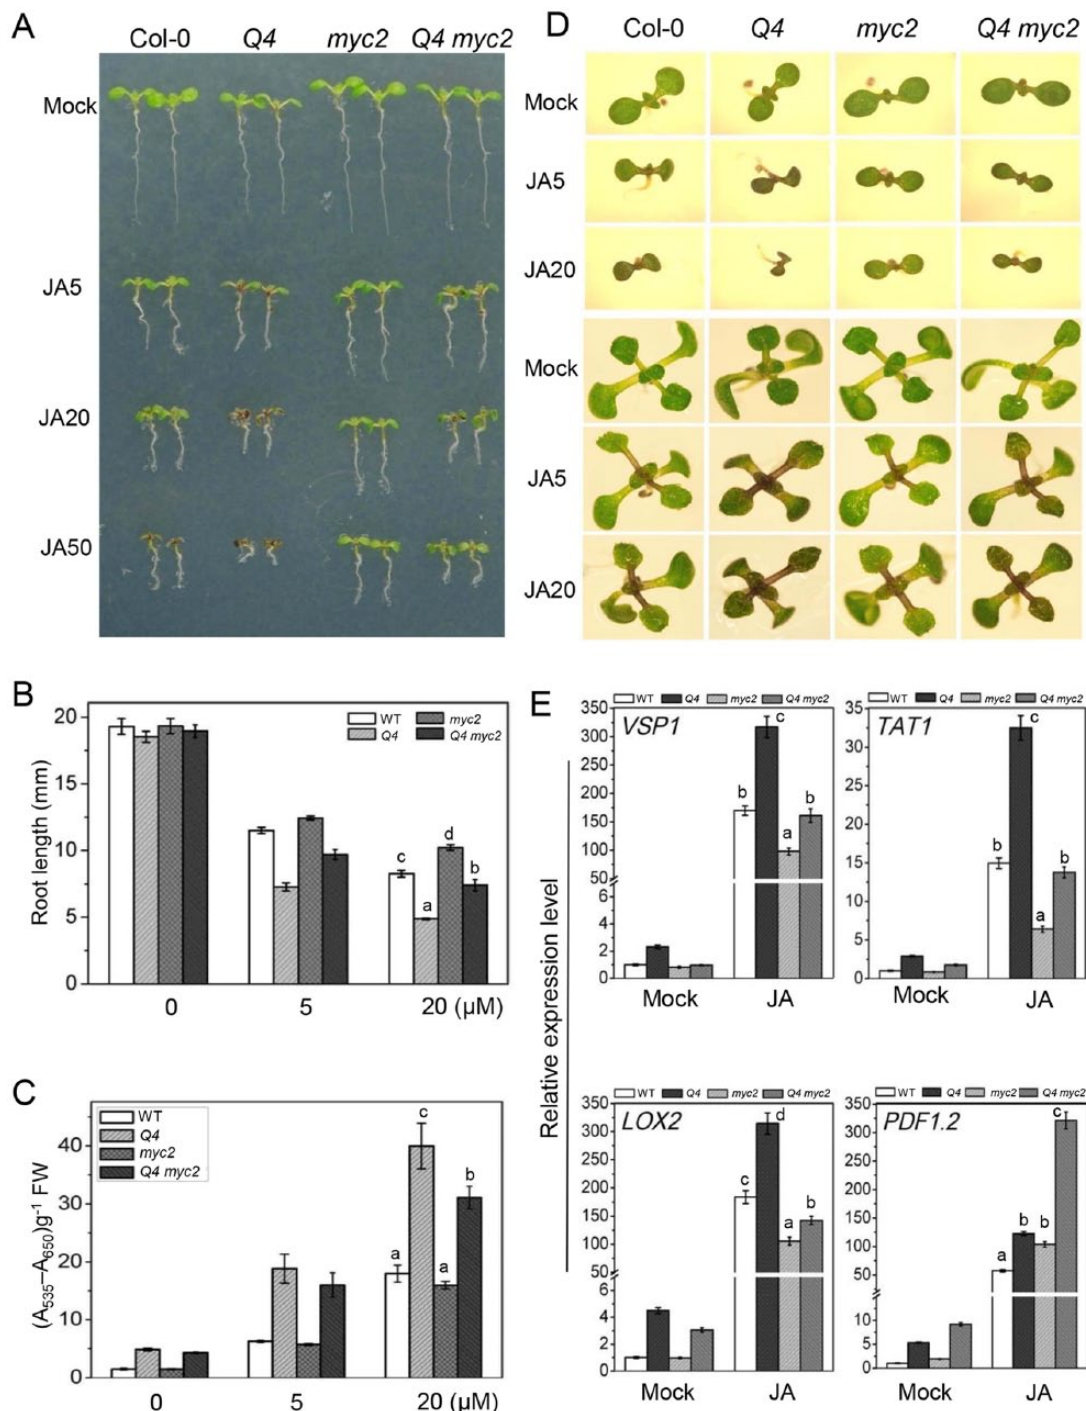 A
Col-0 Q4 myc2 Q4 myc2
Mock
JA5
JA20
JA50
D
Col-0 Q4 myc2 Q4 myc2
Mock
JA5
JA20
Mock
JA5
JA20
B
Root length (mm)
20
15
10
5
0
WT myc2
Q4 Q4 myc2
c a d b
0 5 20 (µM)
C
(A535–A650)g-1 FW
40
30
20
10
0
WT
Q4
myc2
Q4 myc2
a c a b
0 5 20 (µM)
E
Relative expression level
WT Q4 myc2 Q4 myc2
VSP1
350
300
250
200
150
100
50
6
4
2
0
b c a b
Mock JA
WT Q4 myc2 Q4 myc2
TAT1
35
30
25
20
15
10
5
0
b c a b
Mock JA
WT Q4 myc2 Q4 myc2
LOX2
350
300
250
200
150
100
50
6
4
2
0
c d a b
Mock JA
WT Q4 myc2 Q4 myc2
PDF1.2
350
300
250
200
150
100
50
10
5
0
a b b c
Mock JA